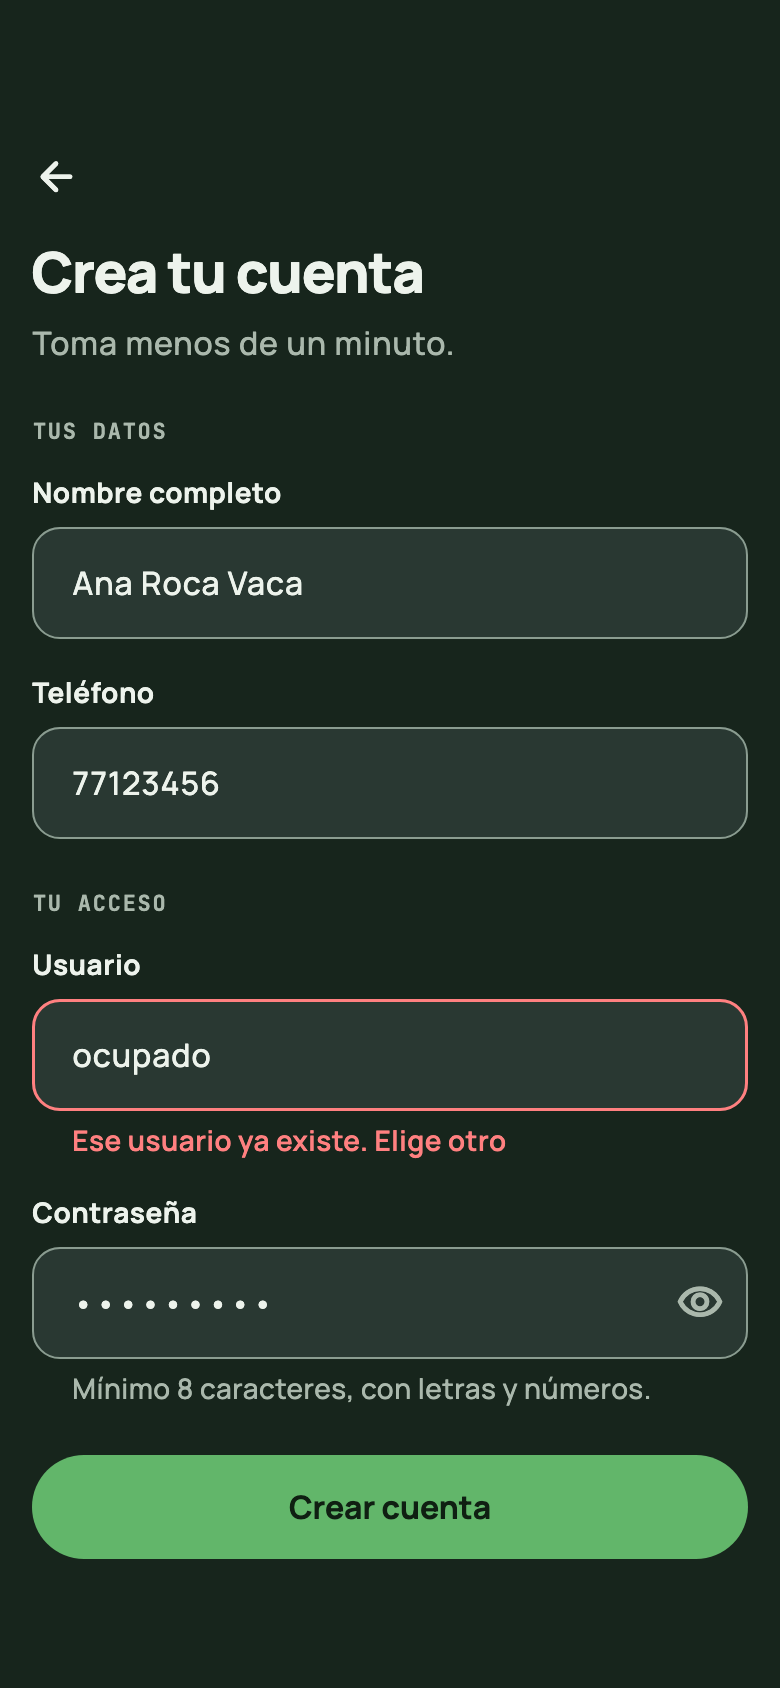 Crea tu cuenta
Toma menos de un minuto.
TUS DATOS
Nombre completo
Ana Roca Vaca
Teléfono
77123456
TU ACCESO
Usuario
ocupado
Ese usuario ya existe. Elige otro
Contraseña
•••••••••
Mínimo 8 caracteres, con letras y números.
Crear cuenta